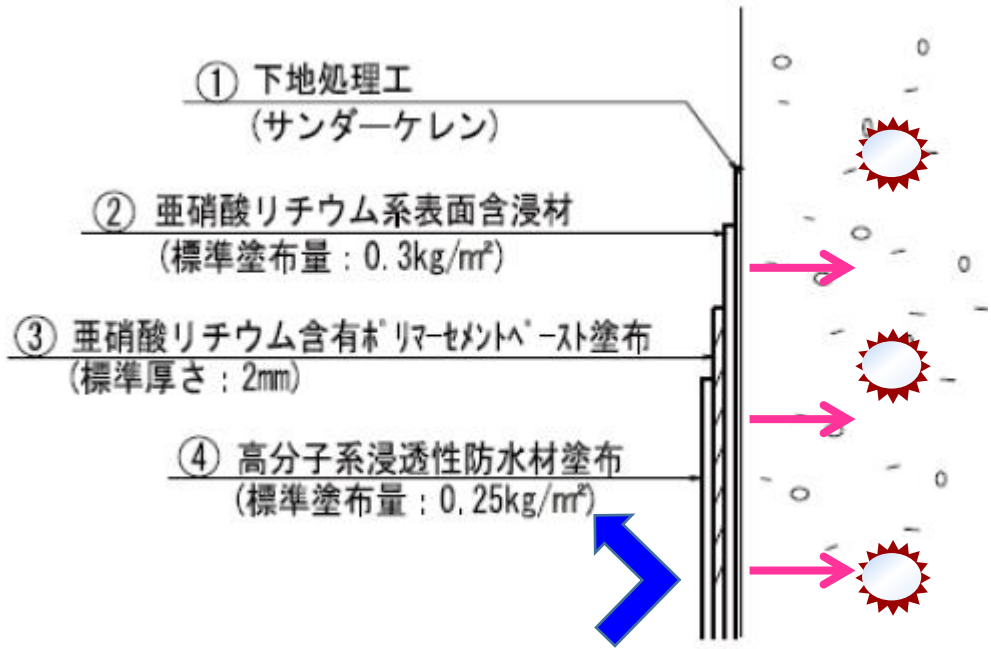 ① 下地処理工
(サンダーケレン)
② 亜硝酸リチウム系表面含浸材
(標準塗布量:0.3kg/㎡)
③ 亜硝酸リチウム含有ポリマーセメントペースト塗布
(標準厚さ:2mm)
④ 高分子系浸透性防水材塗布
(標準塗布量:0.25kg/㎡)